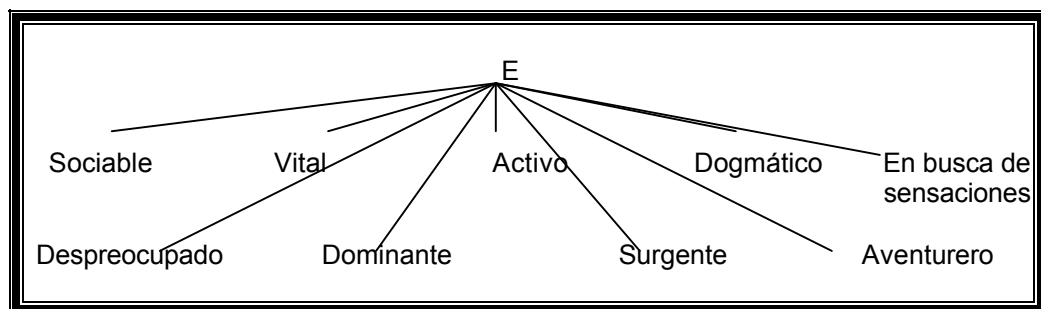 E
Sociable Vital Activo Dogmático En busca de
sensaciones
Despreocupado Dominante Surgente Aventurero